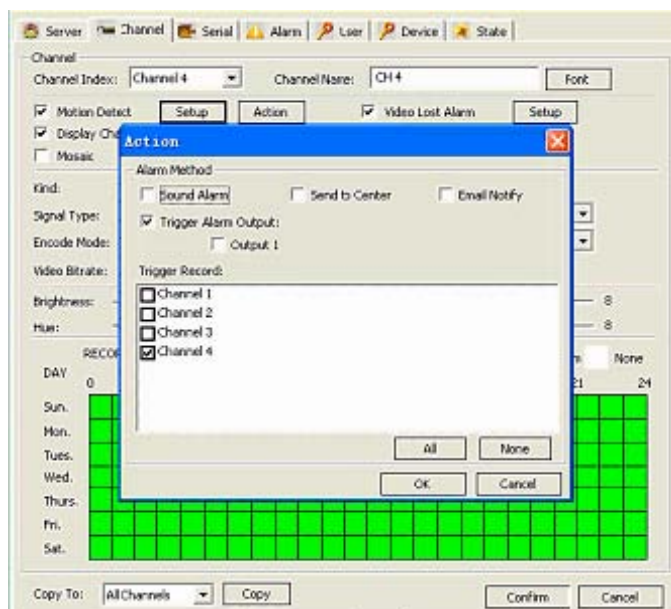 Server Channel Serial Alarm User Device State
Channel
Channel Index: Channel 4 Channel Name: CH 4 Font
Motion Detect Setup Action Video Lost Alarm Setup
Display Cha
Mosaic
Action
Alarm Method
Sound Alarm Send to Center Email Notify
Trigger Alarm Output:
Output 1
Trigger Record:
Channel 1
Channel 2
Channel 3
Channel 4
All None
OK Cancel
Kind:
Signal Type:
Encode Mode:
Video Bitrate:
Brightness: 8
Hue: 8
RECO m None
DAY 0 21 24
Sun.
Mon.
Tues.
Wed.
Thurs.
Fri.
Sat.
Copy To: All Channels Copy Confirm Cancel